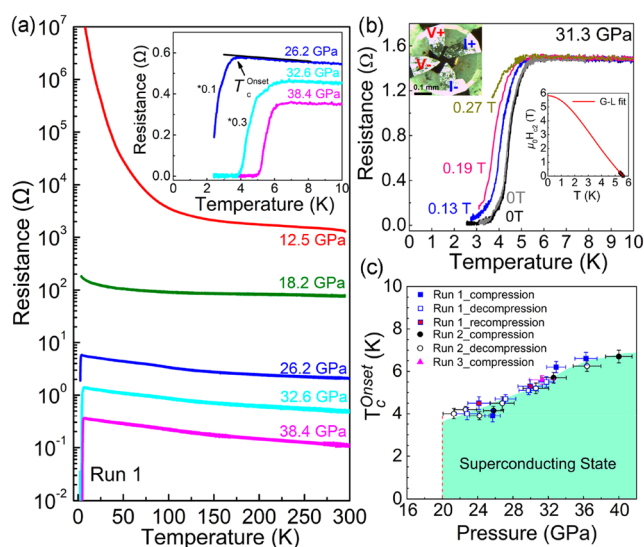 (a)
Resistance (Ω)
10^7
10^6
10^5
10^4
10^3
10^2
10^1
10^0
10^-1
10^-2
12.5 GPa
18.2 GPa
26.2 GPa
32.6 GPa
38.4 GPa
Run 1
0 50 100 150 200 250 300
Temperature (K)
Resistance (Ω)
0.6
0.3
0.0
T_c^Onset
26.2 GPa
*0.1
32.6 GPa
*0.3
38.4 GPa
0 2 4 6 8 10
Temperature (K)
(b)
31.3 GPa
Resistance (Ω)
1.8
1.5
1.2
0.9
0.6
0.3
0.0
V+
I+
V-
I-
0.1 mm
0.27 T
0.19 T
0.13 T
0T
0T
μ0Hc2 (T)
6
5
4
3
2
1
0
G-L fit
0 1 2 3 4 5 6
T (K)
0 1 2 3 4 5 6 7 8 9 10
Temperature (K)
(c)
T_c^Onset (K)
10
8
6
4
2
0
Run 1_compression
Run 1_decompression
Run 1_recompression
Run 2_compression
Run 2_decompression
Run 3_compression
Superconducting State
16 20 24 28 32 36 40
Pressure (GPa)